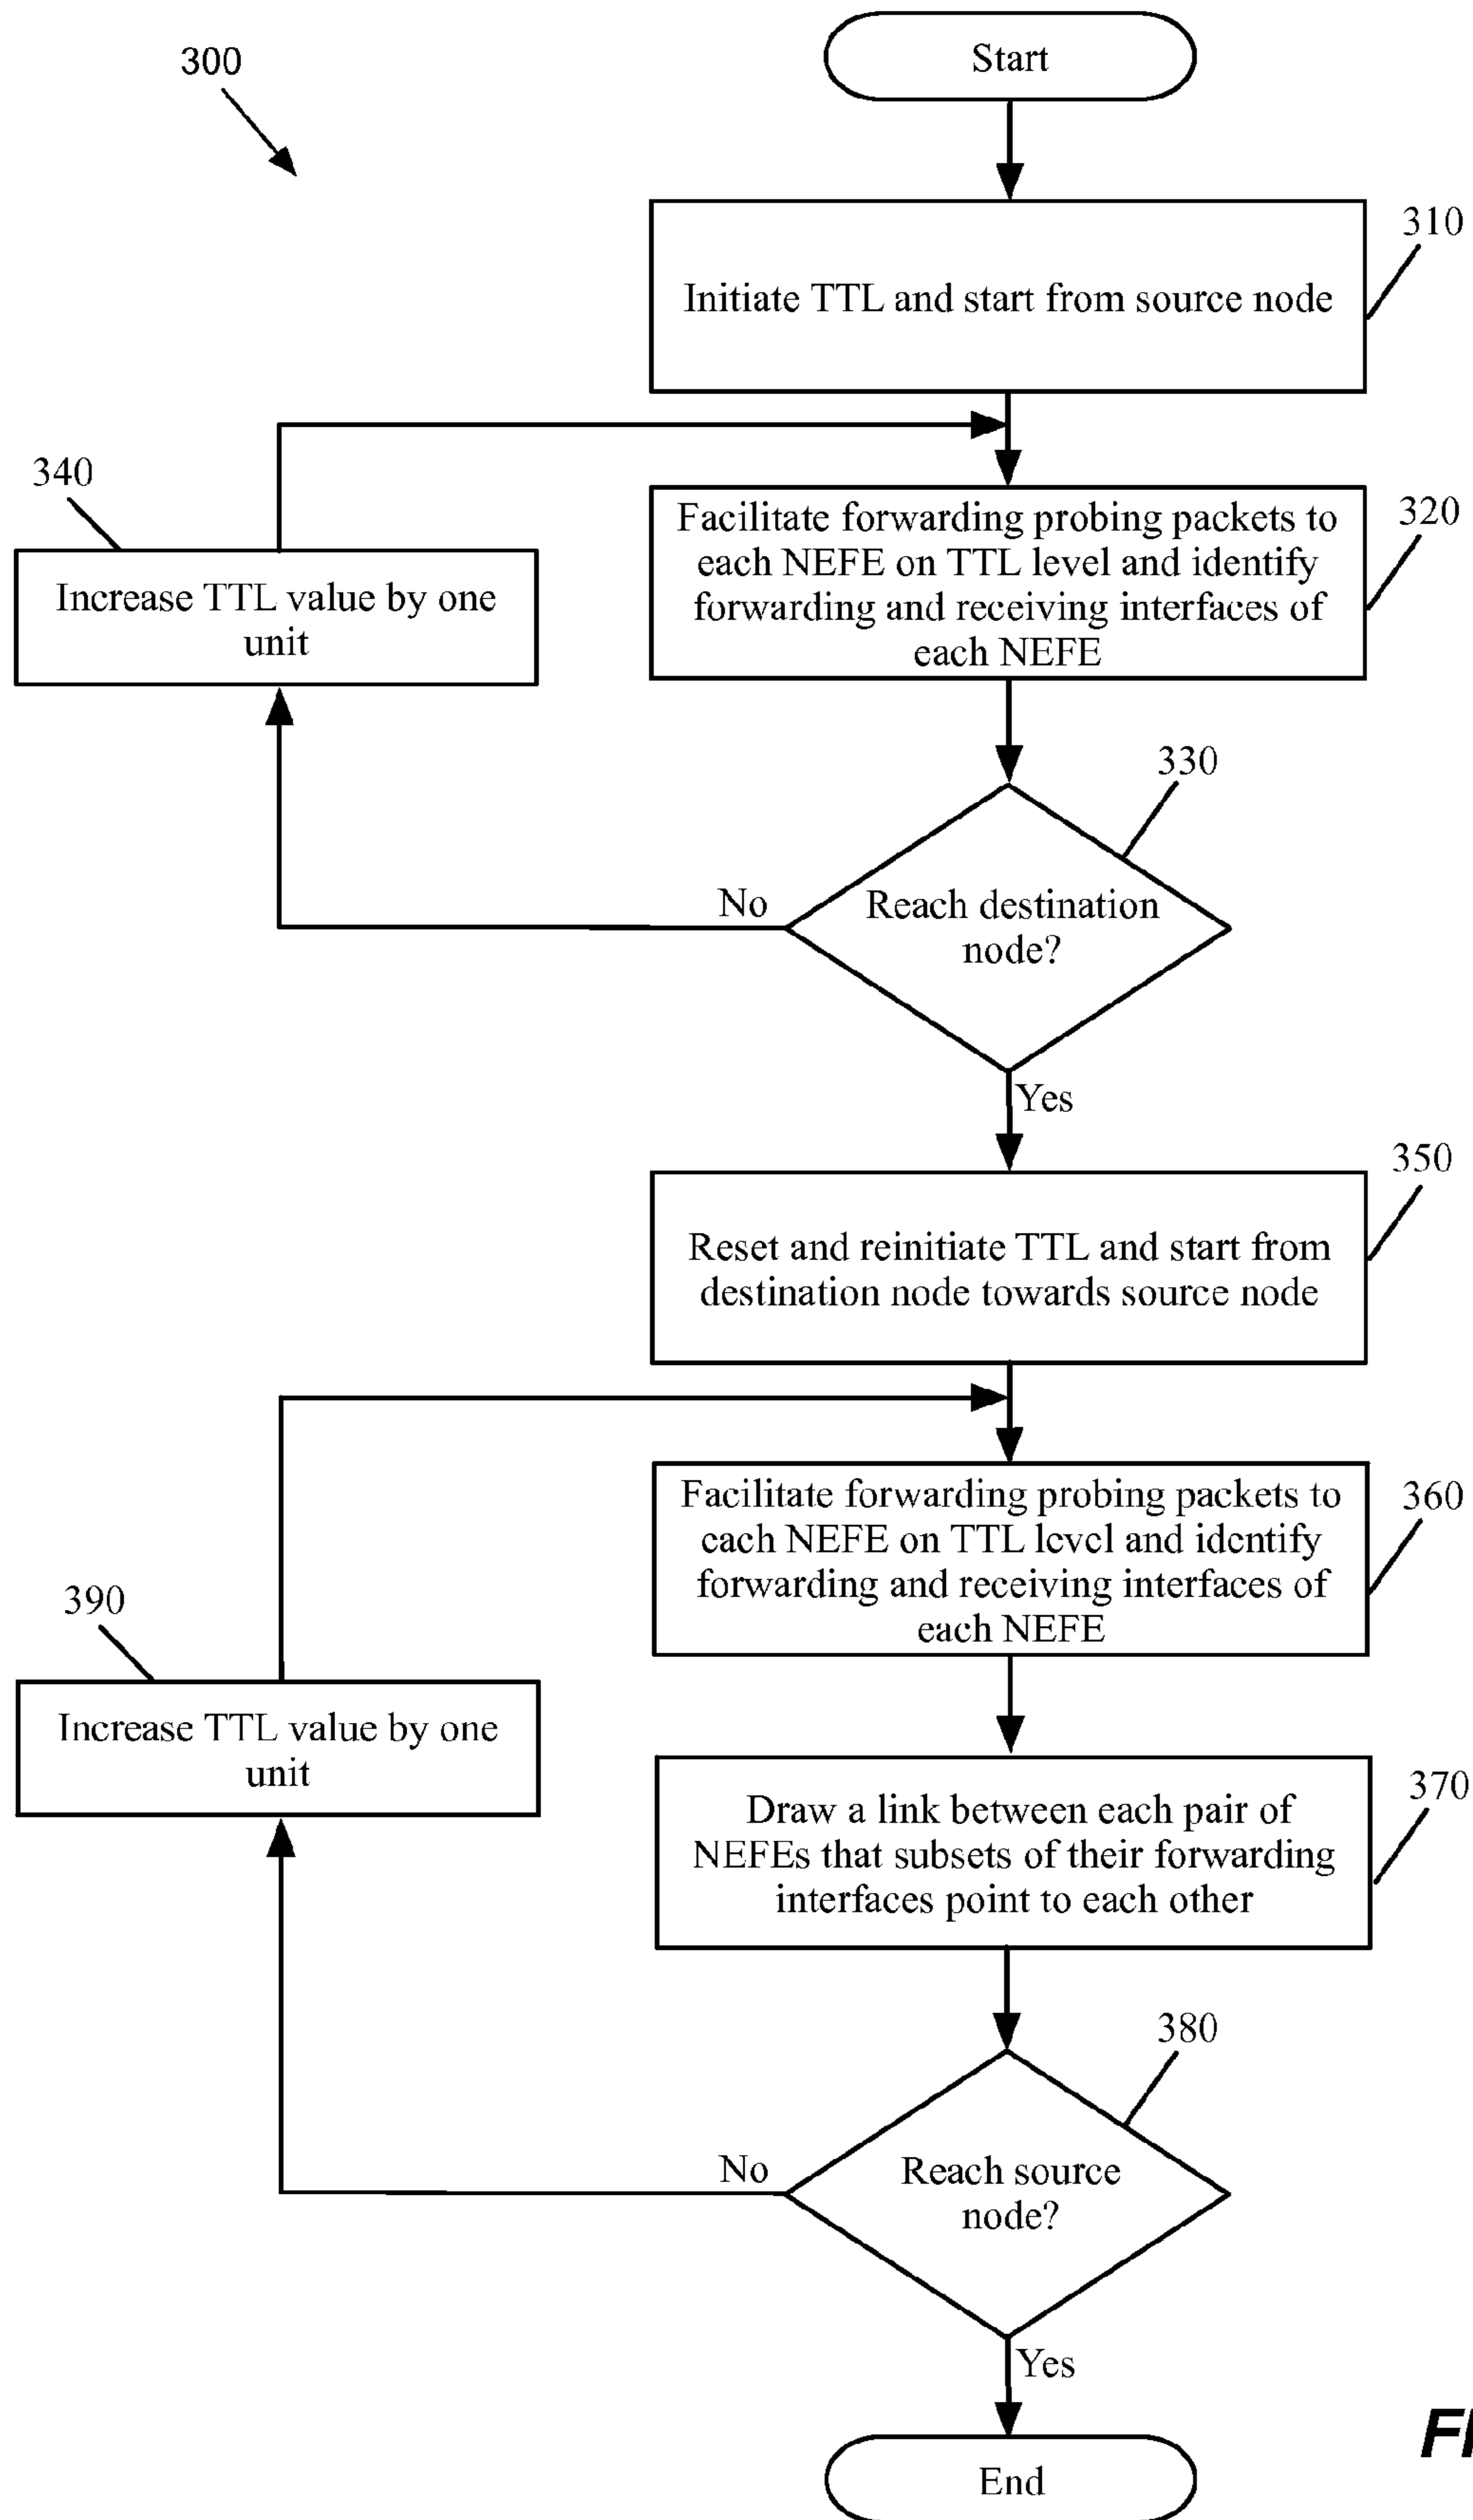 300
Start
310
Initiate TTL and start from source node
340
320
Facilitate forwarding probing packets to
each NEFE on TTL level and identify
forwarding and receiving interfaces of
each NEFE
Increase TTL value by one
unit
330
Reach destination
node?
No
Yes
350
Reset and reinitiate TTL and start from
destination node towards source node
360
Facilitate forwarding probing packets to
each NEFE on TTL level and identify
forwarding and receiving interfaces of
each NEFE
390
Increase TTL value by one
unit
370
Draw a link between each pair of
NEFEs that subsets of their forwarding
interfaces point to each other
380
Reach source
node?
No
Yes
End